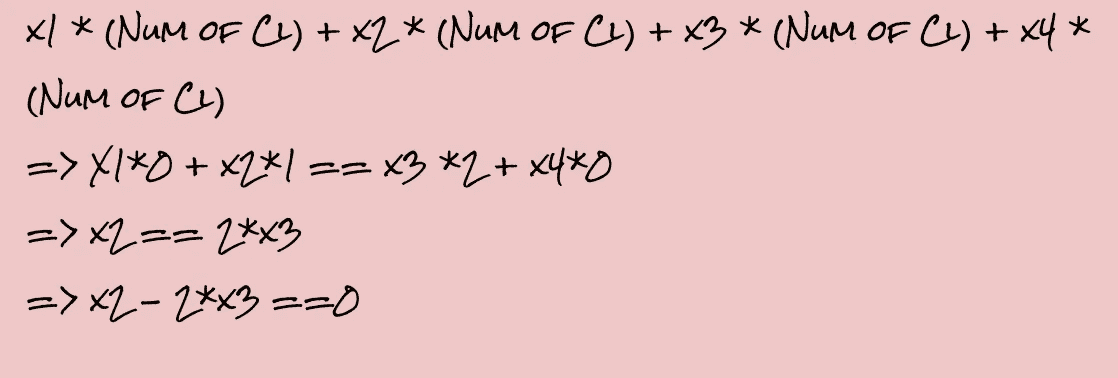 x1 * (NUM OF CL) + x2 * (NUM OF CL) + x3 * (NUM OF CL) + x4 *
(NUM OF CL)
=> X1*0 + x2*1 == x3 *2 + x4*0
=> x2 == 2*x3
=> x2 - 2*x3 ==0